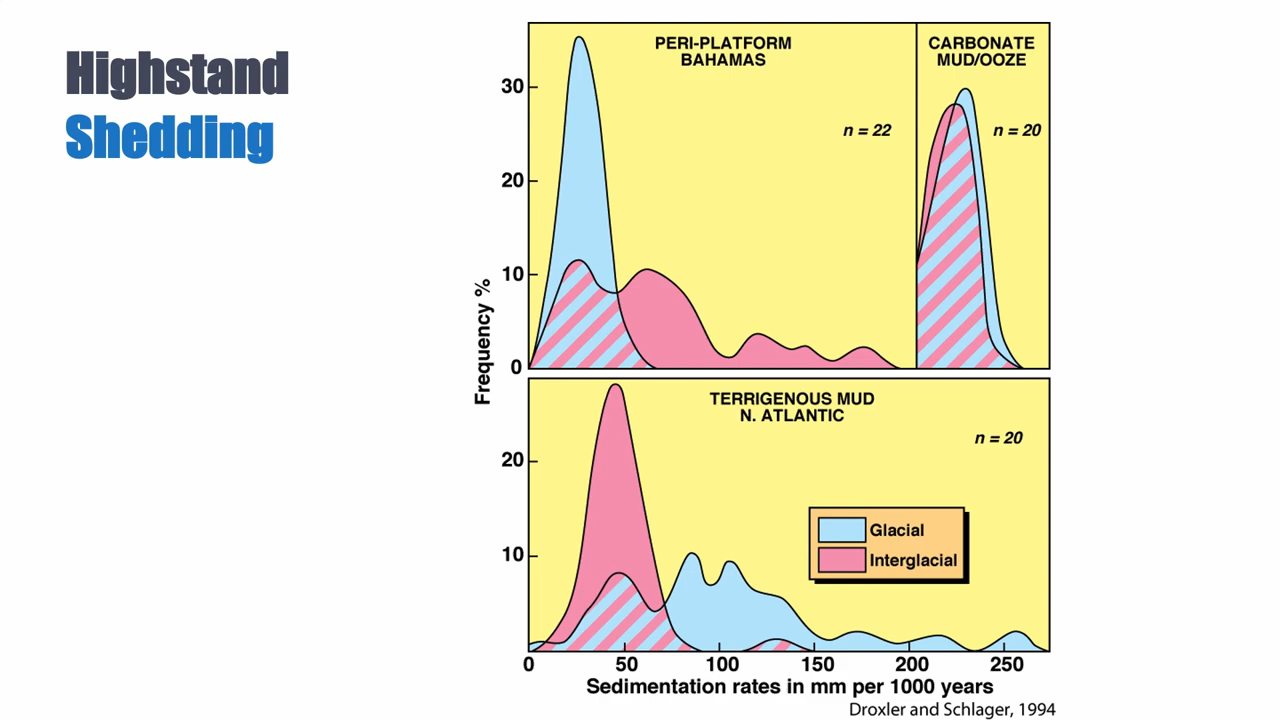 Highstand
Shedding
PERI-PLATFORM
BAHAMAS
CARBONATE
MUD/OOZE
n = 22
n = 20
30
20
10
0
Frequency %
TERRIGENOUS MUD
N. ATLANTIC
n = 20
20
10
Glacial
Interglacial
0 50 100 150 200 250
Sedimentation rates in mm per 1000 years
Droxler and Schlager, 1994